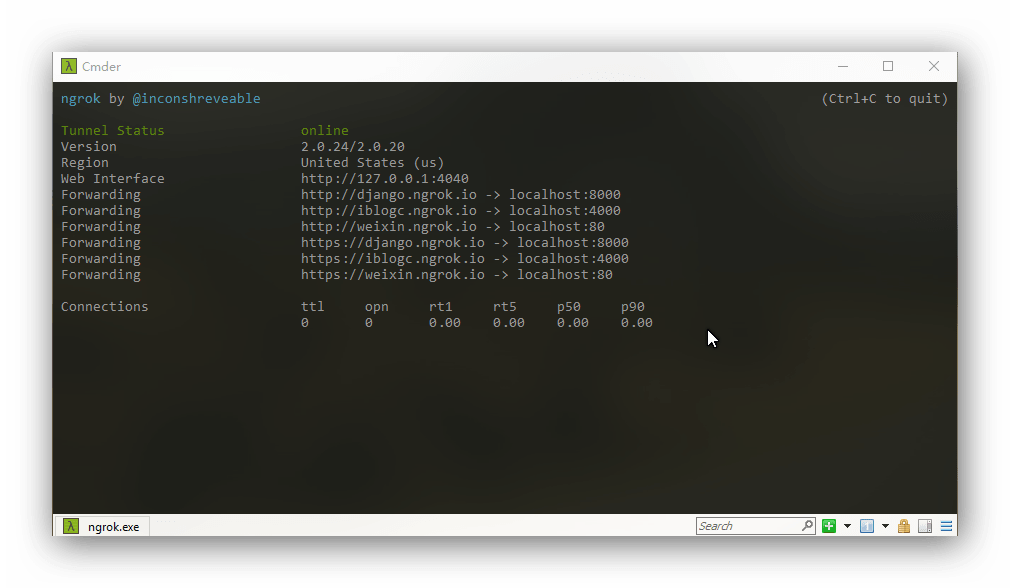 Cmder
ngrok by @inconshreveable (Ctrl+C to quit)
Tunnel Status online
Version 2.0.24/2.0.20
Region United States (us)
Web Interface http://127.0.0.1:4040
Forwarding http://django.ngrok.io -> localhost:8000
Forwarding http://iblogc.ngrok.io -> localhost:4000
Forwarding http://weixin.ngrok.io -> localhost:80
Forwarding https://django.ngrok.io -> localhost:8000
Forwarding https://iblogc.ngrok.io -> localhost:4000
Forwarding https://weixin.ngrok.io -> localhost:80
Connections ttl opn rt1 rt5 p50 p90
0 0 0.00 0.00 0.00 0.00
ngrok.exe Search